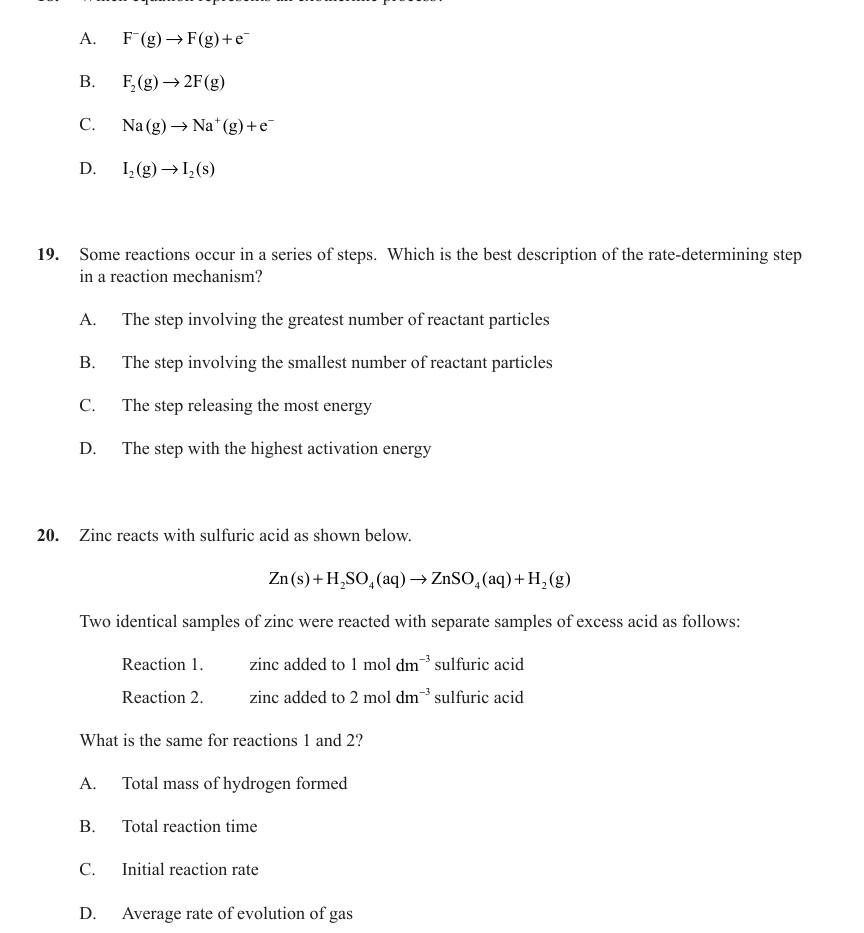 A. F⁻(g) → F(g) + e⁻
B. F₂(g) → 2F(g)
C. Na(g) → Na⁺(g) + e⁻
D. I₂(g) → I₂(s)
19. Some reactions occur in a series of steps. Which is the best description of the rate-determining step
in a reaction mechanism?
A. The step involving the greatest number of reactant particles
B. The step involving the smallest number of reactant particles
C. The step releasing the most energy
D. The step with the highest activation energy
20. Zinc reacts with sulfuric acid as shown below.
Zn(s) + H₂SO₄(aq) → ZnSO₄(aq) + H₂(g)
Two identical samples of zinc were reacted with separate samples of excess acid as follows:
Reaction 1. zinc added to 1 mol dm⁻³ sulfuric acid
Reaction 2. zinc added to 2 mol dm⁻³ sulfuric acid
What is the same for reactions 1 and 2?
A. Total mass of hydrogen formed
B. Total reaction time
C. Initial reaction rate
D. Average rate of evolution of gas